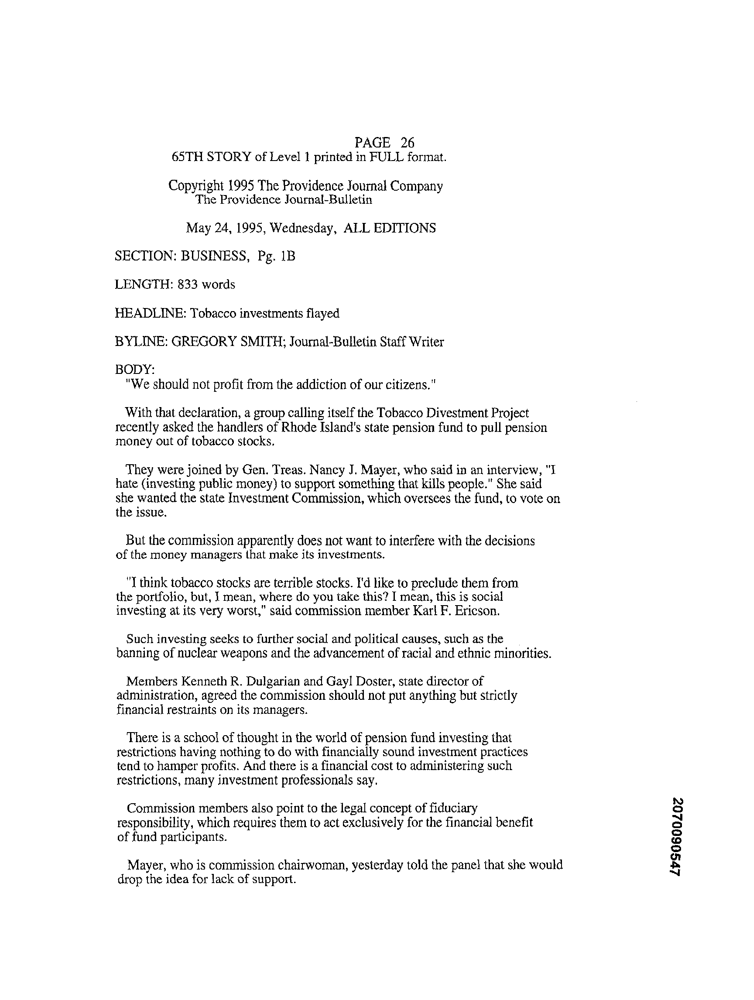 PAGE 26
65TH STORY of Level 1 printed in FULL format.
Copyright 1995 The Providence Journal Company
The Providence Journal-Bulletin
May 24, 1995, Wednesday, ALL EDITIONS
SECTION: BUSINESS, Pg. 1B
LENGTH: 833 words
HEADLINE: Tobacco investments flayed
BYLINE: GREGORY SMITH; Journal-Bulletin Staff Writer
BODY:
"We should not profit from the addiction of our citizens."
With that declaration, a group calling itself the Tobacco Divestment Project
recently asked the handlers of Rhode Island's state pension fund to pull pension
money out of tobacco stocks.
They were joined by Gen. Treas. Nancy J. Mayer, who said in an interview, "I
hate (investing public money) to support something that kills people." She said
she wanted the state Investment Commission, which oversees the fund, to vote on
the issue.
But the commission apparently does not want to interfere with the decisions
of the money managers that make its investments.
"I think tobacco stocks are terrible stocks. I'd like to preclude them from
the portfolio, but, I mean, where do you take this? I mean, this is social
investing at its very worst," said commission member Karl F. Ericson.
Such investing seeks to further social and political causes, such as the
banning of nuclear weapons and the advancement of racial and ethnic minorities.
Members Kenneth R. Dulgarian and Gayl Doster, state director of
administration, agreed the commission should not put anything but strictly
financial restraints on its managers.
There is a school of thought in the world of pension fund investing that
restrictions having nothing to do with financially sound investment practices
tend to hamper profits. And there is a financial cost to administering such
restrictions, many investment professionals say.
Commission members also point to the legal concept of fiduciary
responsibility, which requires them to act exclusively for the financial benefit
of fund participants.
Mayer, who is commission chairwoman, yesterday told the panel that she would
drop the idea for lack of support.
2070090547